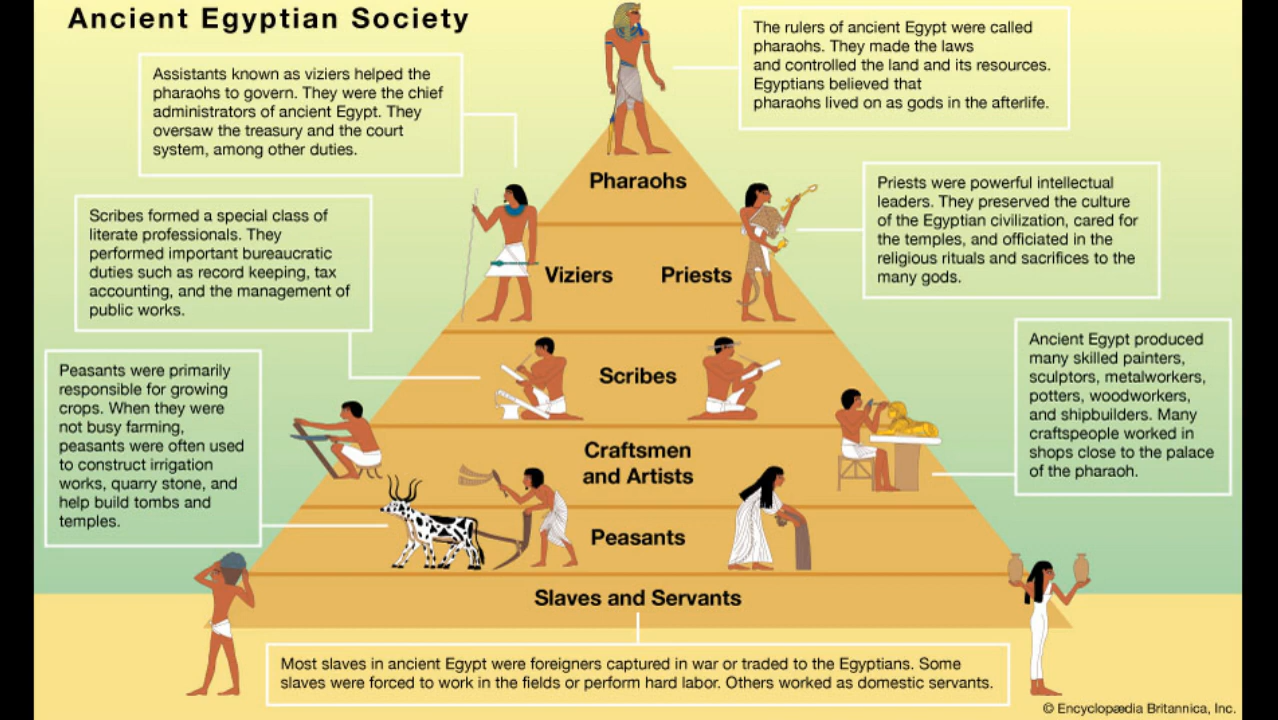 Ancient Egyptian Society
The rulers of ancient Egypt were called
pharaohs. They made the laws
and controlled the land and its resources.
Egyptians believed that
pharaohs lived on as gods in the afterlife.
Assistants known as viziers helped the
pharaohs to govern. They were the chief
administrators of ancient Egypt. They
oversaw the treasury and the court
system, among other duties.
Pharaohs
Priests were powerful intellectual
leaders. They preserved the culture
of the Egyptian civilization, cared for
the temples, and officiated in the
religious rituals and sacrifices to the
many gods.
Scribes formed a special class of
literate professionals. They
performed important bureaucratic
duties such as record keeping, tax
accounting, and the management of
public works.
Viziers Priests
Ancient Egypt produced
many skilled painters,
sculptors, metalworkers,
potters, woodworkers,
and shipbuilders. Many
craftspeople worked in
shops close to the palace
of the pharaoh.
Scribes
Peasants were primarily
responsible for growing
crops. When they were
not busy farming,
peasants were often used
to construct irrigation
works, quarry stone, and
help build tombs and
temples.
Craftsmen
and Artists
Peasants
Slaves and Servants
Most slaves in ancient Egypt were foreigners captured in war or traded to the Egyptians. Some
slaves were forced to work in the fields or perform hard labor. Others worked as domestic servants.
© Encyclopædia Britannica, Inc.